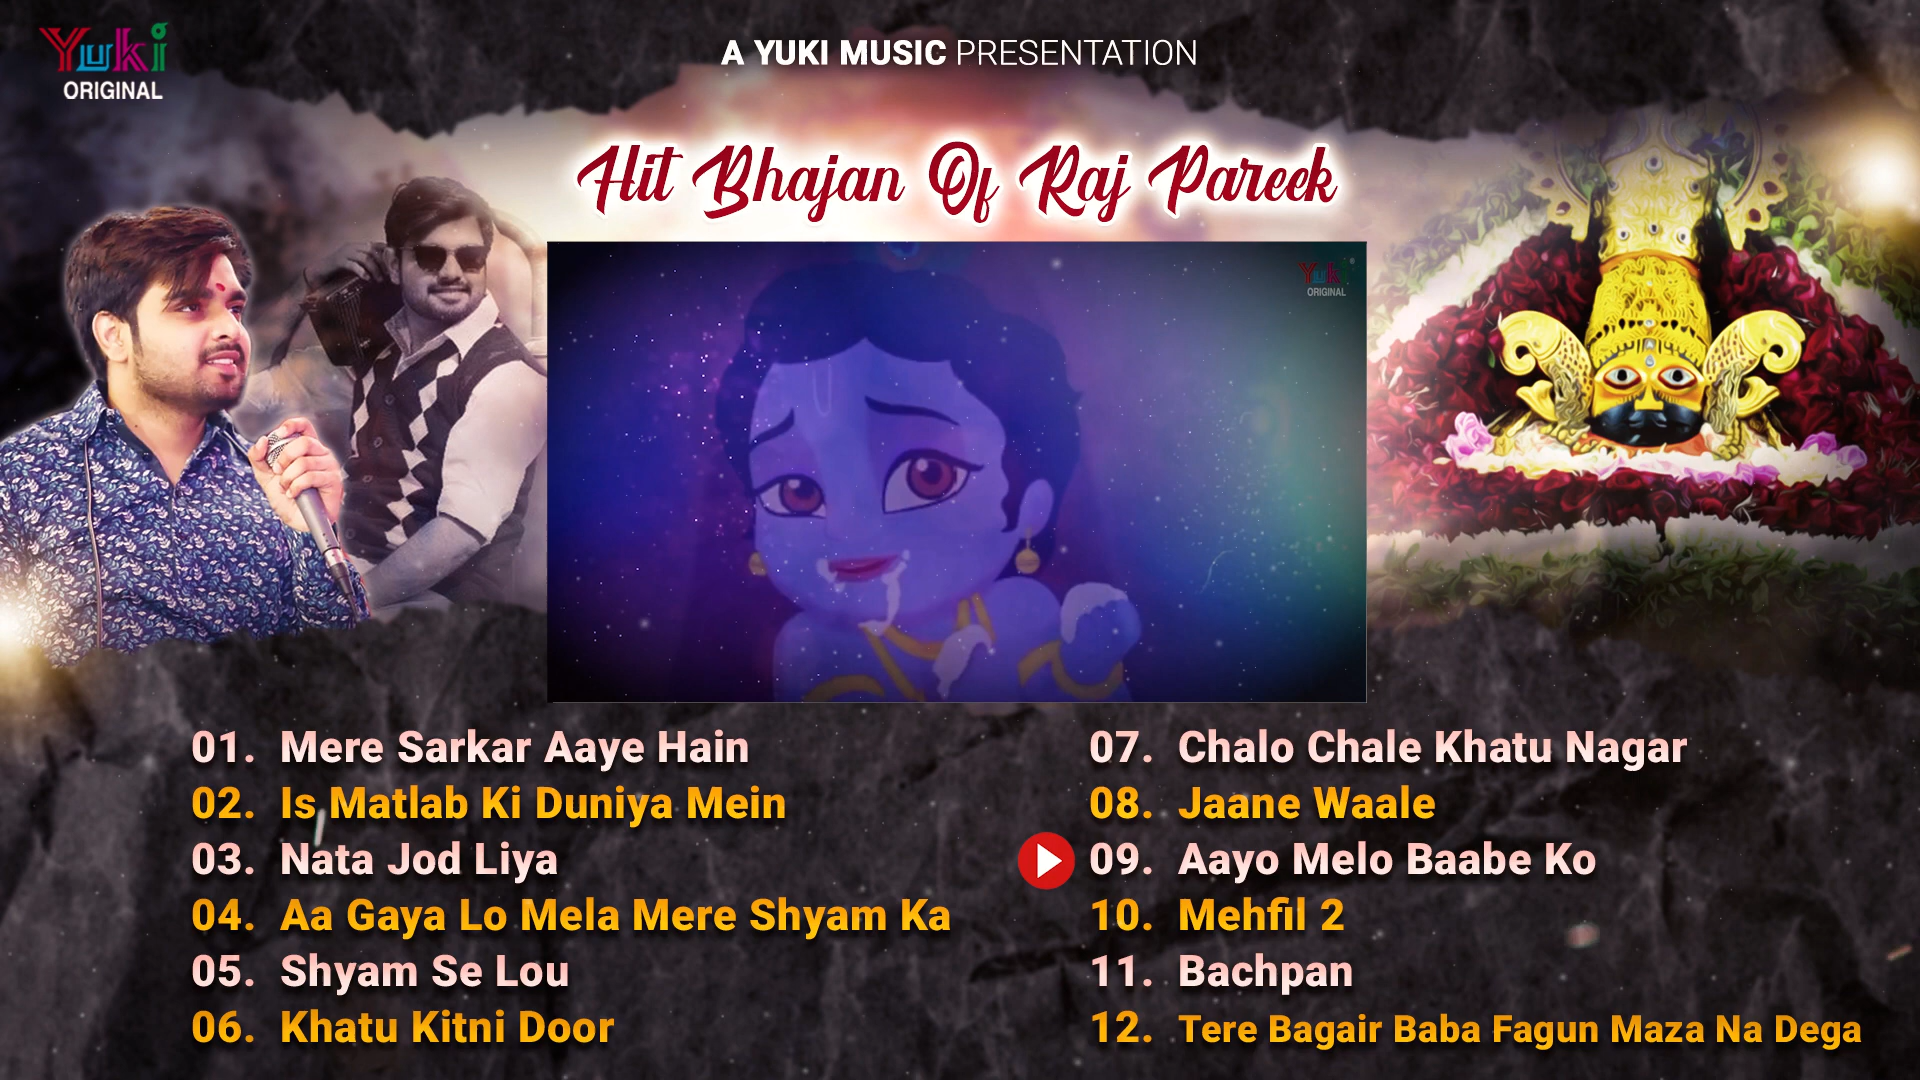 Yuki
ORIGINAL
A YUKI MUSIC PRESENTATION
Hit Bhajan Of Raj Pareek
Yuki
ORIGINAL
01. Mere Sarkar Aaye Hain
02. Is Matlab Ki Duniya Mein
03. Nata Jod Liya
04. Aa Gaya Lo Mela Mere Shyam Ka
05. Shyam Se Lou
06. Khatu Kitni Door
07. Chalo Chale Khatu Nagar
08. Jaane Waale
09. Aayo Melo Baabe Ko
10. Mehfil 2
11. Bachpan
12. Tere Bagair Baba Fagun Maza Na Dega